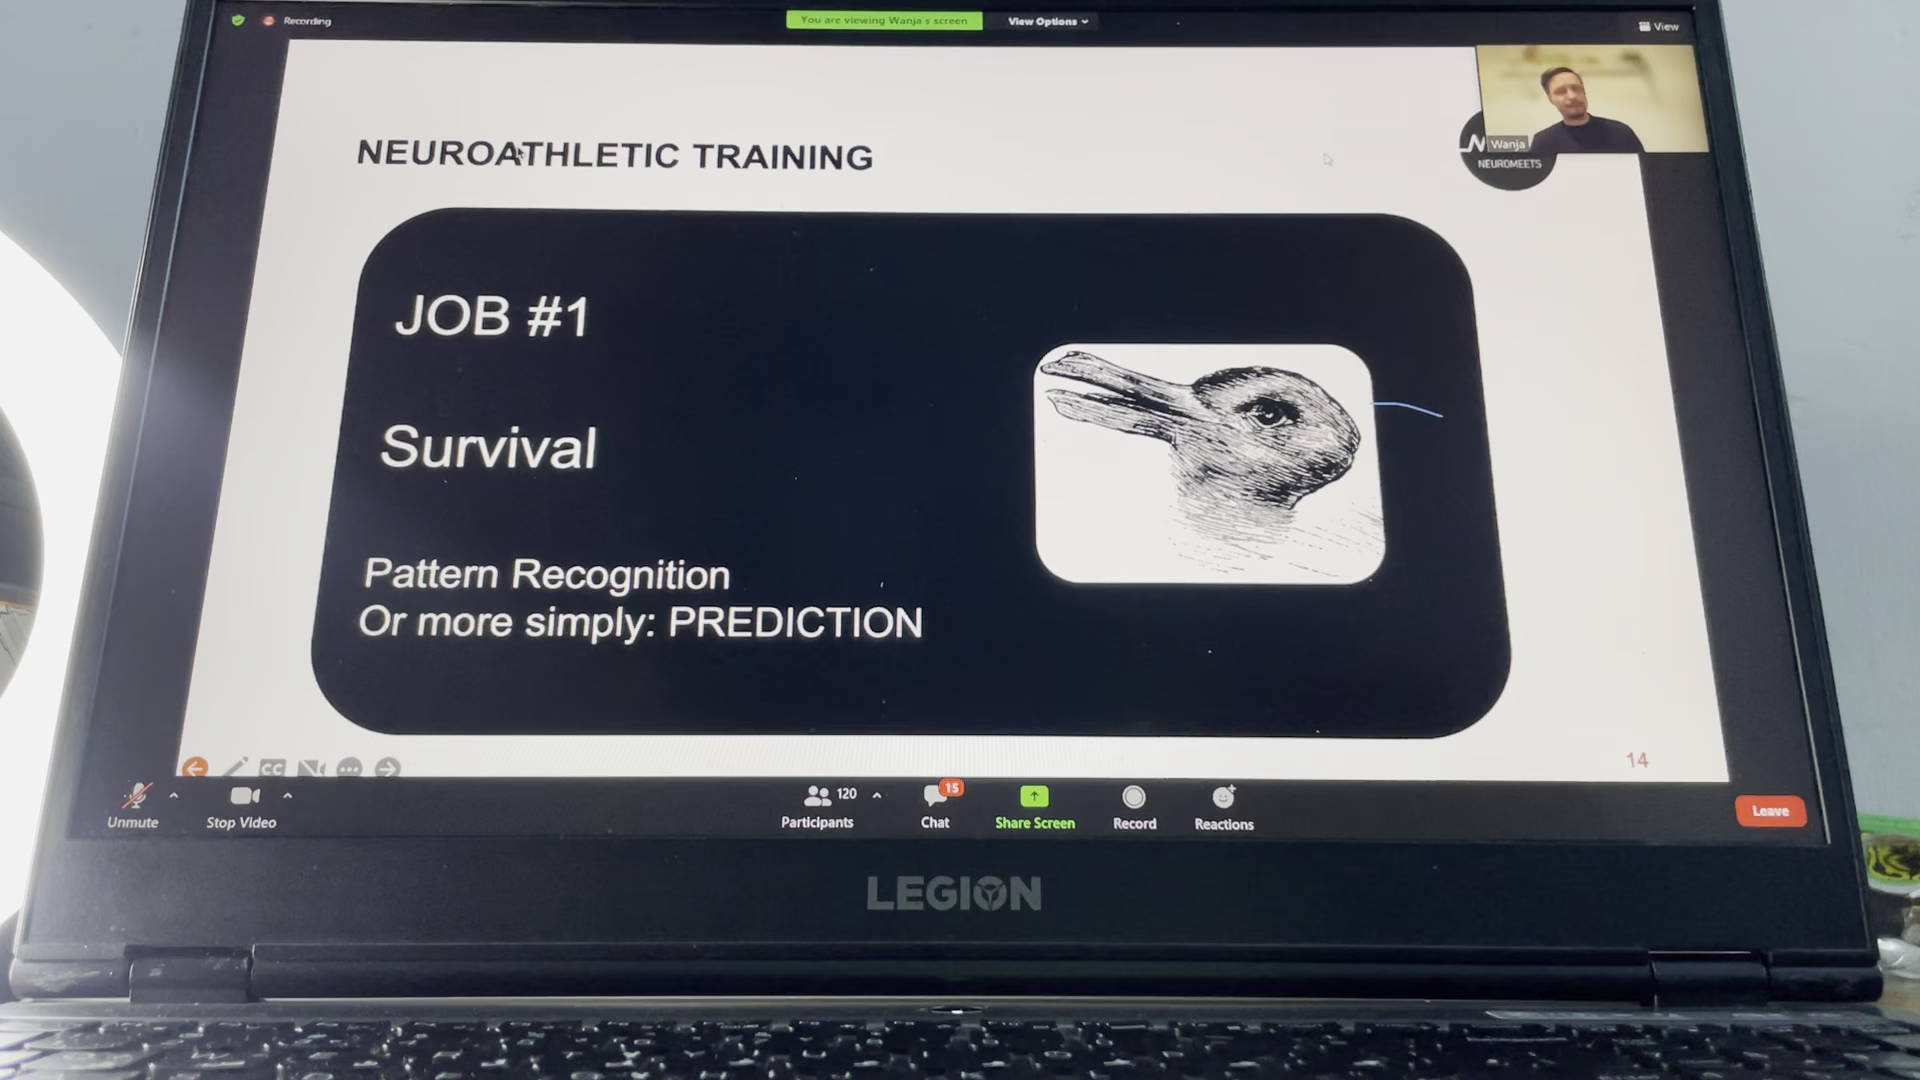 Recording
You are viewing Wanja's screen
View Options
View
NEUROATHLETIC TRAINING
Wanja
NEUROMEETS
JOB #1
Survival
Pattern Recognition
Or more simply: PREDICTION
14
CC
Unmute
Stop Video
120
Participants
15
Chat
Share Screen
Record
Reactions
Leave
LEGION